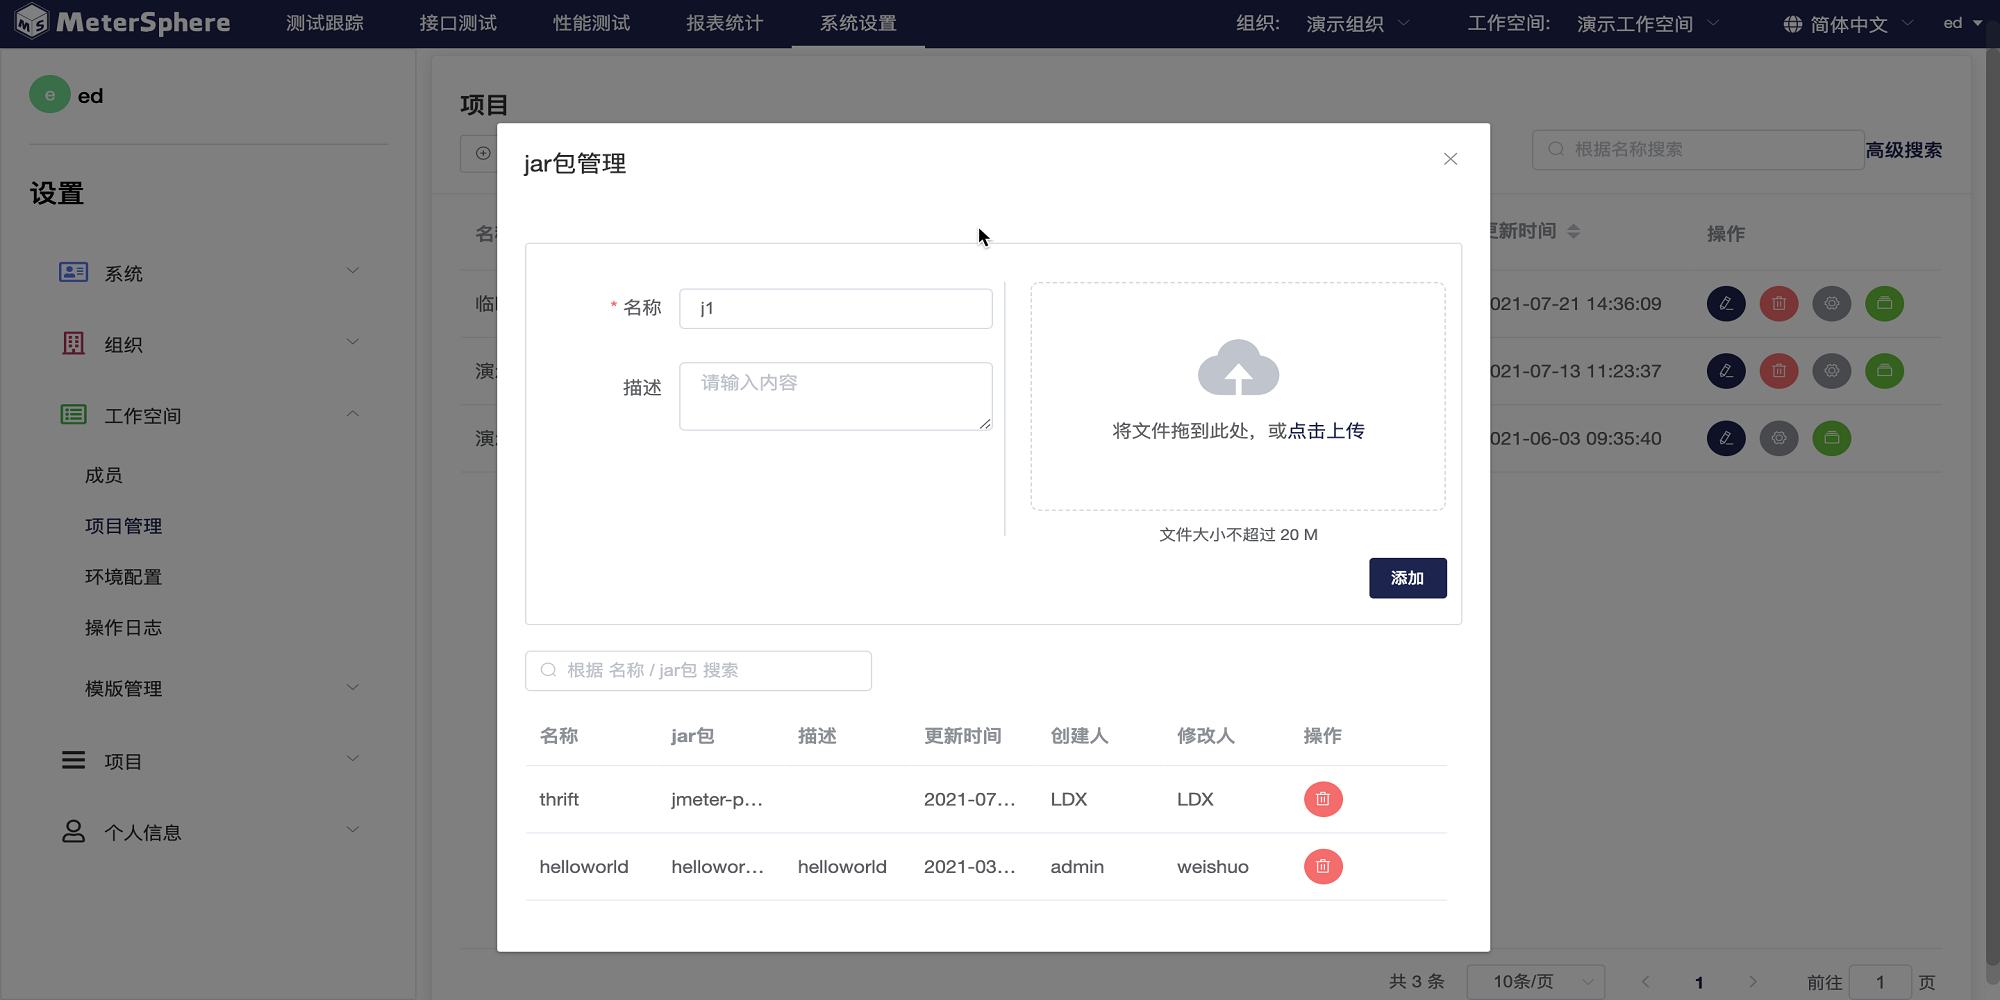 MeterSphere 测试跟踪 接口测试 性能测试 报表统计 系统设置 组织: 演示组织 工作空间: 演示工作空间 简体中文 ed
e ed
设置
系统
组织
工作空间
成员
项目管理
环境配置
操作日志
模版管理
项目
个人信息
项目
根据名称搜索 高级搜索
更新时间 操作
021-07-21 14:36:09
021-07-13 11:23:37
021-06-03 09:35:40
jar包管理
* 名称 j1
描述 请输入内容
将文件拖到此处，或点击上传
文件大小不超过 20 M
添加
根据 名称 / jar包 搜索
名称 jar包 描述 更新时间 创建人 修改人 操作
thrift jmeter-p... 2021-07... LDX LDX
helloworld hellowor... helloworld 2021-03... admin weishuo
共 3 条 10条/页 1 前往 1 页